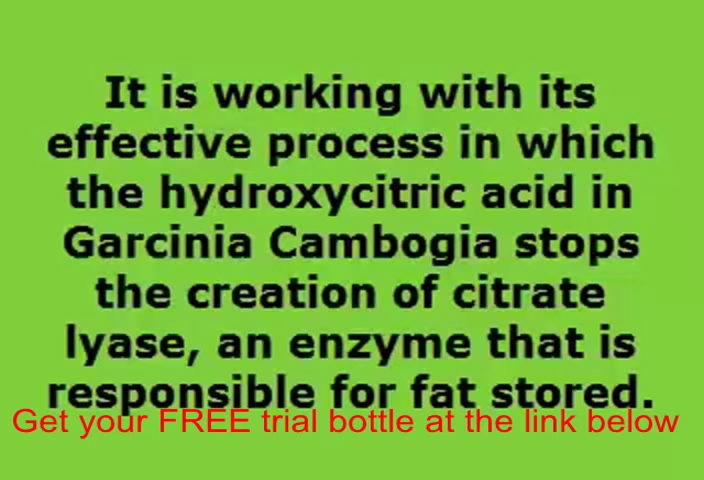 It is working with its
effective process in which
the hydroxycitric acid in
Garcinia Cambogia stops
the creation of citrate
lyase, an enzyme that is
responsible for fat stored.
Get your FREE trial bottle at the link below